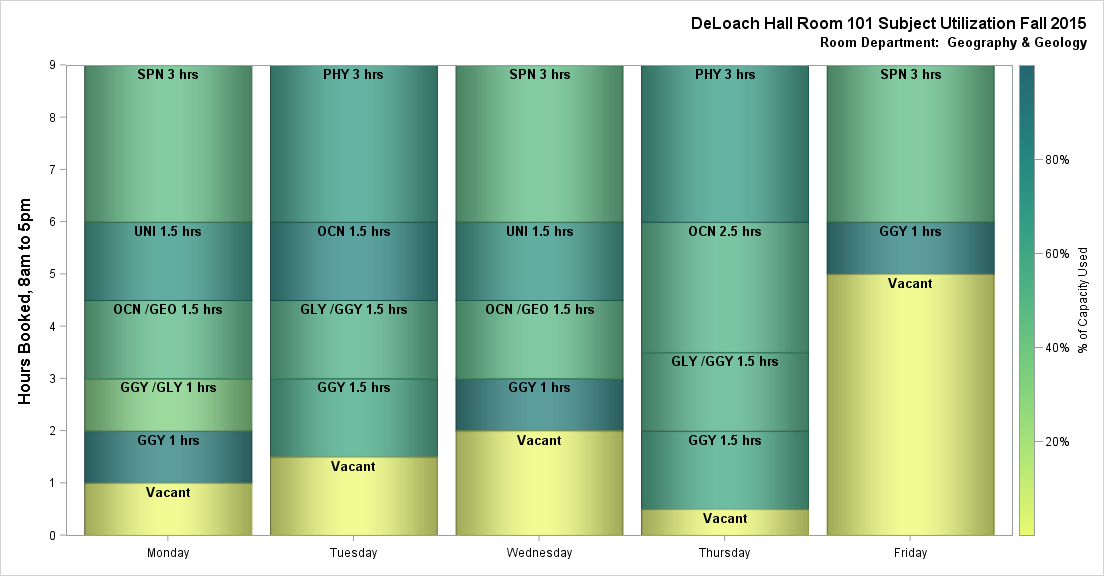 DeLoach Hall Room 101 Subject Utilization Fall 2015
Room Department:  Geography & Geology
Hours Booked, 8am to 5pm
9
8
7
6
5
4
3
2
1
0
SPN 3 hrs
UNI 1.5 hrs
OCN /GEO 1.5 hrs
GGY /GLY 1 hrs
GGY 1 hrs
Vacant
Monday
PHY 3 hrs
OCN 1.5 hrs
GLY /GGY 1.5 hrs
GGY 1.5 hrs
Vacant
Tuesday
SPN 3 hrs
UNI 1.5 hrs
OCN /GEO 1.5 hrs
GGY 1 hrs
Vacant
Wednesday
PHY 3 hrs
OCN 2.5 hrs
GLY /GGY 1.5 hrs
GGY 1.5 hrs
Vacant
Thursday
SPN 3 hrs
GGY 1 hrs
Vacant
Friday
80%
60%
40%
20%
% of Capacity Used